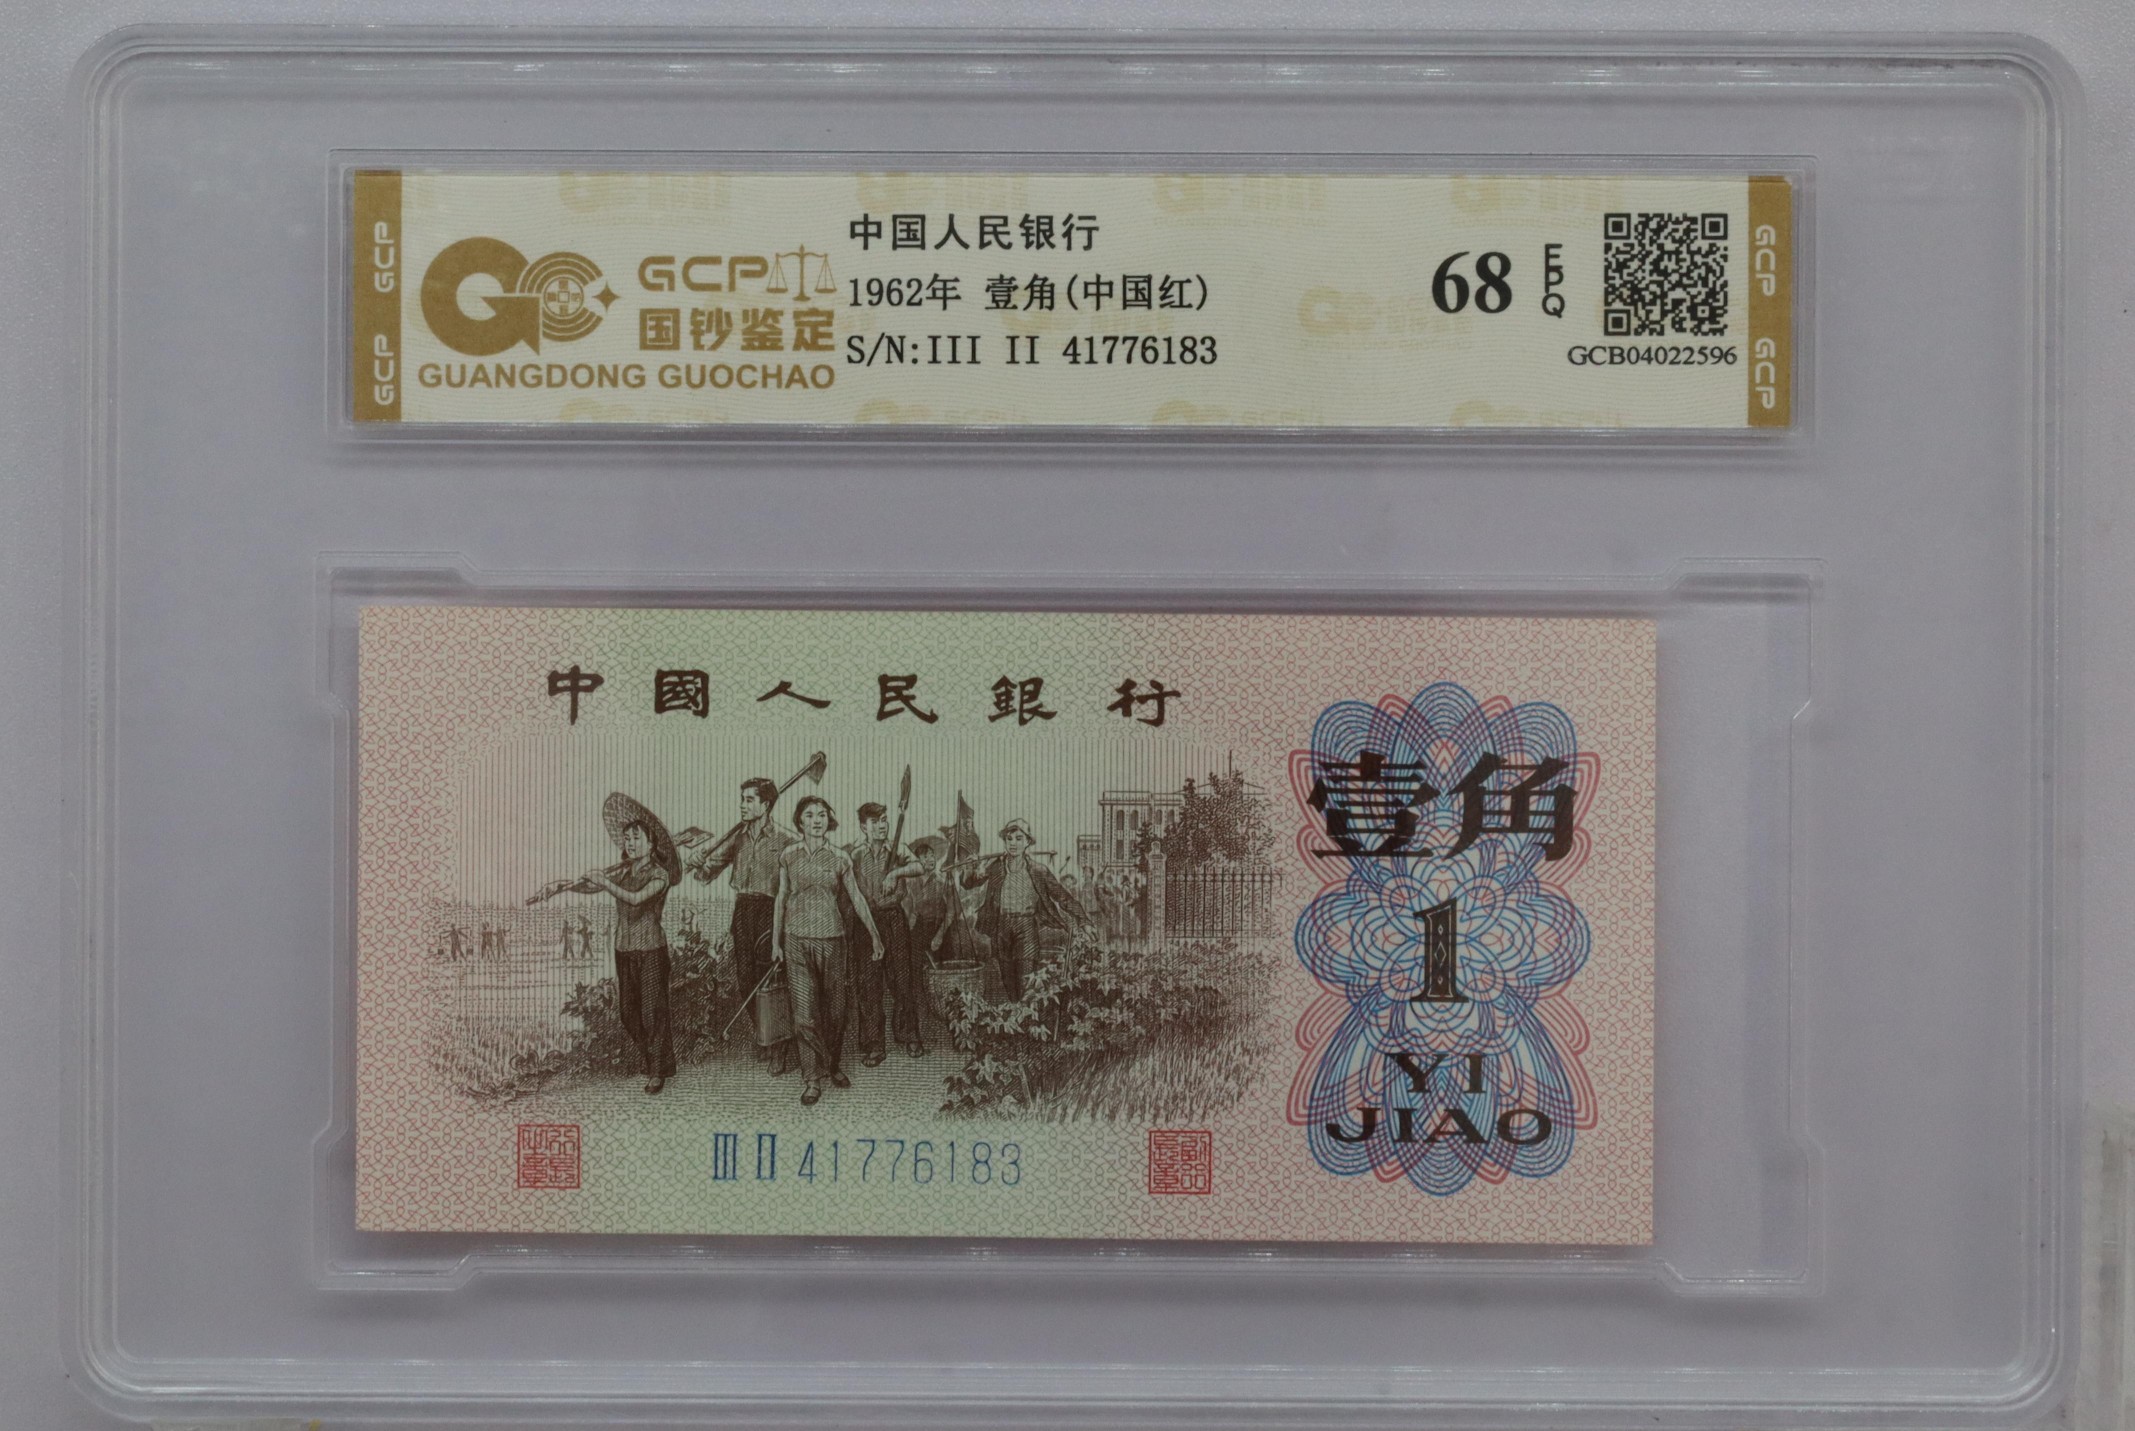 GCP
GCP
GCP
国钞鉴定
GUANGDONG GUOCHAO
中国人民银行
1962年 壹角(中国红)
S/N:III II 41776183
68
EPQ
GCB04022596
GCP
GCP
中國人民銀行
壹角
1
YI
JIAO
III II 41776183